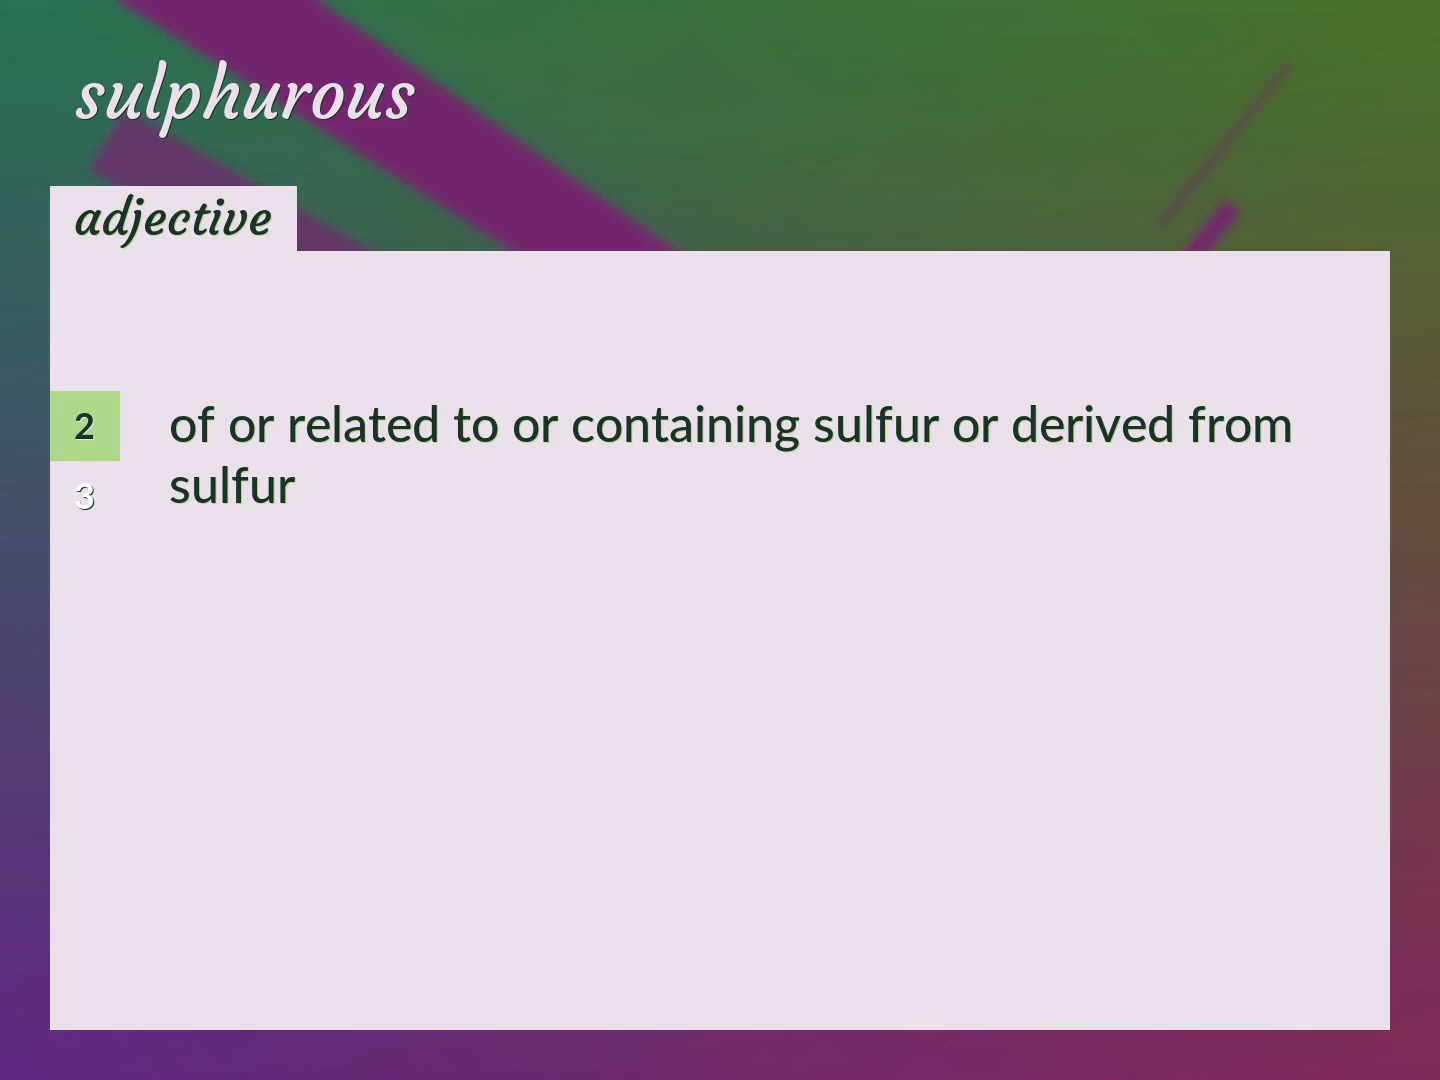 sulphurous
adjective
2
of or related to or containing sulfur or derived from
sulfur
3